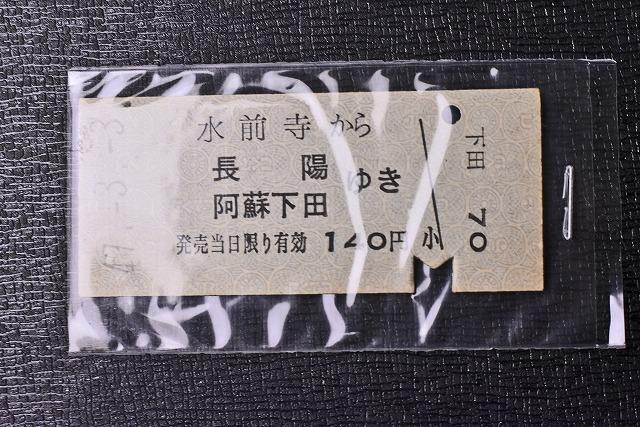 水前寺から
長陽
阿蘇下田
ゆき
発売当日限り有効 140円
小
下田
70